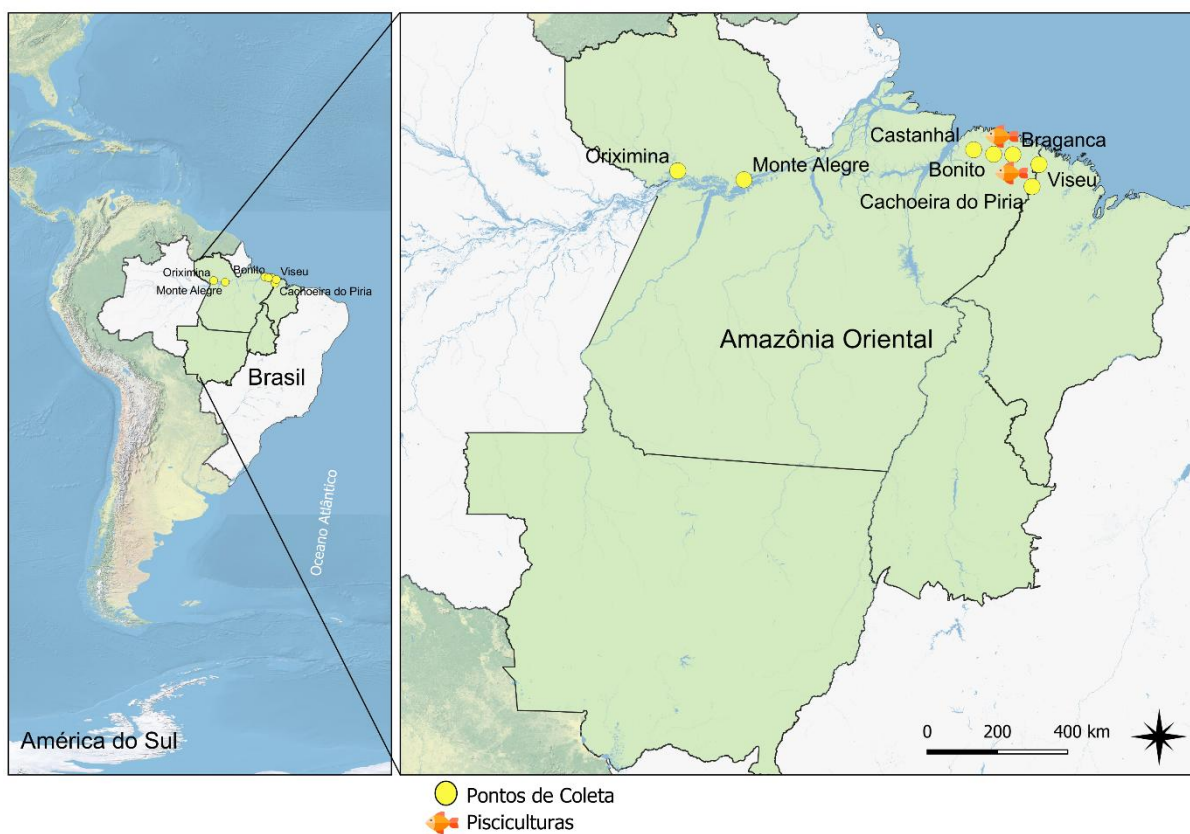 Oriximina
Bonito
Viseu
Monte Alegre
Cachoeira do Piria
Brasil
Oceano Atlântico
América do Sul
Castanhal
Braganca
Oriximina
Monte Alegre
Bonito
Viseu
Cachoeira do Piria
Amazônia Oriental
0 200 400 km
Pontos de Coleta
Pisciculturas